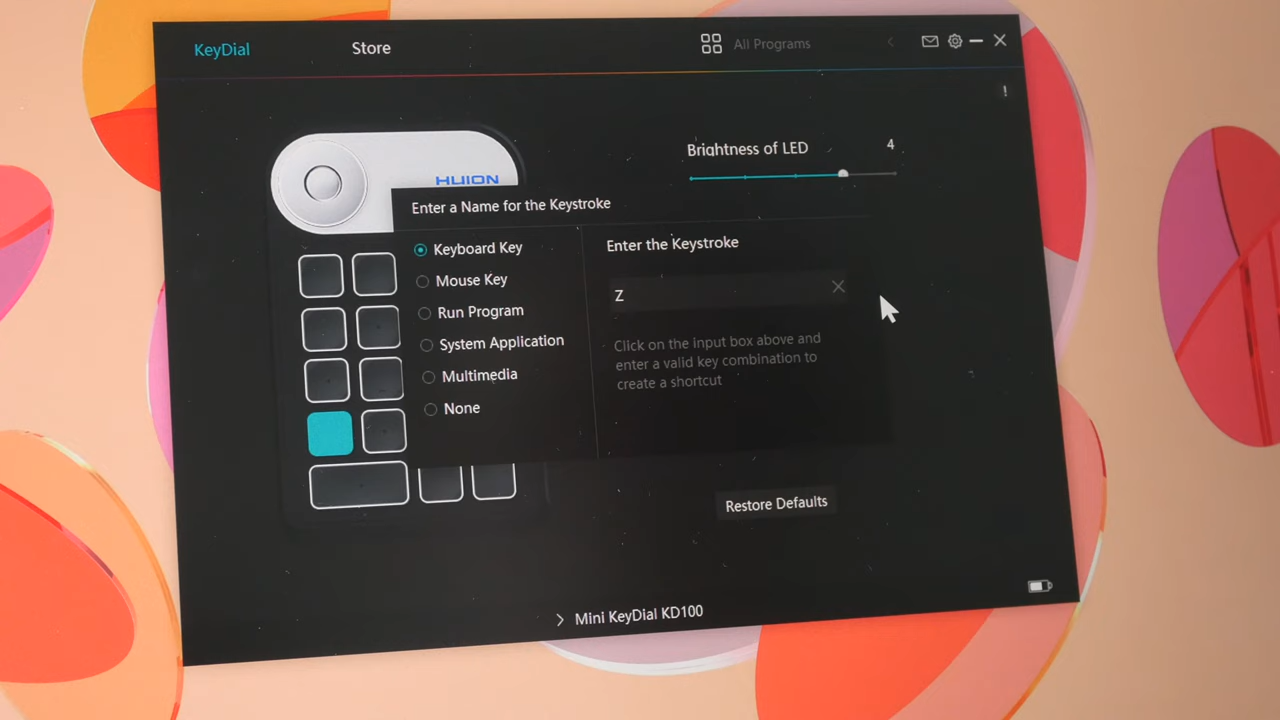 KeyDial
Store
All Programs
Brightness of LED
4
HUION
Enter a Name for the Keystroke
Keyboard Key
Mouse Key
Run Program
System Application
Multimedia
None
Enter the Keystroke
Z
Click on the input box above and
enter a valid key combination to
create a shortcut
Restore Defaults
Mini KeyDial KD100